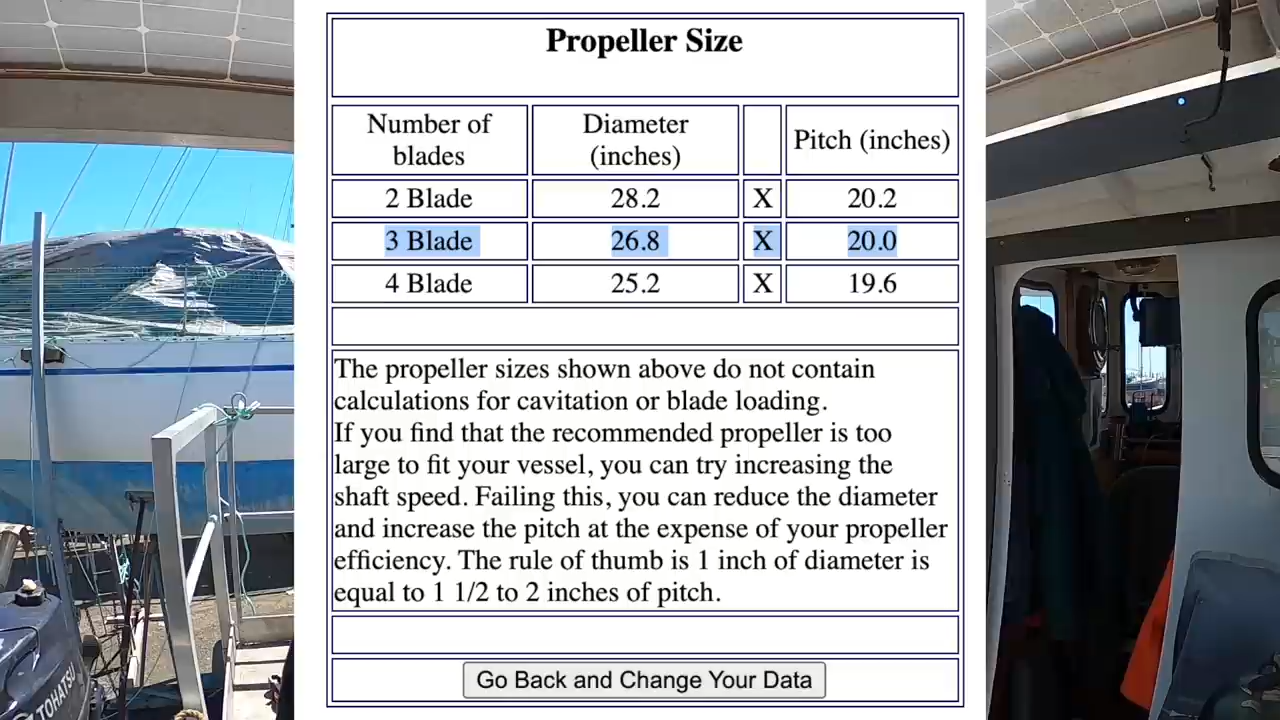 Propeller Size
Number of blades Diameter (inches) Pitch (inches)
2 Blade 28.2 X 20.2
3 Blade 26.8 X 20.0
4 Blade 25.2 X 19.6
The propeller sizes shown above do not contain
calculations for cavitation or blade loading.
If you find that the recommended propeller is too
large to fit your vessel, you can try increasing the
shaft speed. Failing this, you can reduce the diameter
and increase the pitch at the expense of your propeller
efficiency. The rule of thumb is 1 inch of diameter is
equal to 1 1/2 to 2 inches of pitch.
Go Back and Change Your Data
TOHATSU